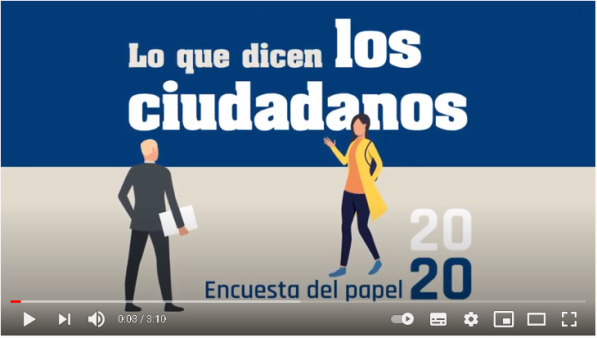 Lo que dicen los
ciudadanos
20
Encuesta del papel 20
0:03 / 3:10